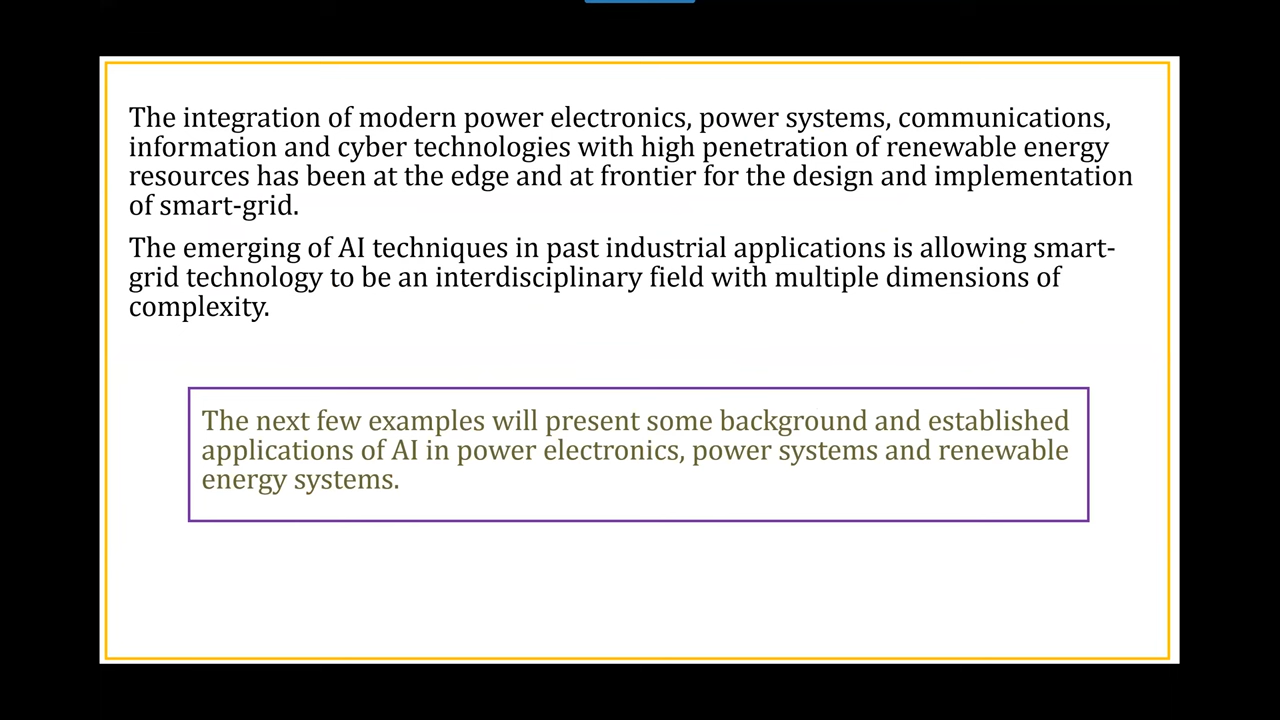 The integration of modern power electronics, power systems, communications,
information and cyber technologies with high penetration of renewable energy
resources has been at the edge and at frontier for the design and implementation
of smart-grid.
The emerging of AI techniques in past industrial applications is allowing smart-
grid technology to be an interdisciplinary field with multiple dimensions of
complexity.
The next few examples will present some background and established
applications of AI in power electronics, power systems and renewable
energy systems.